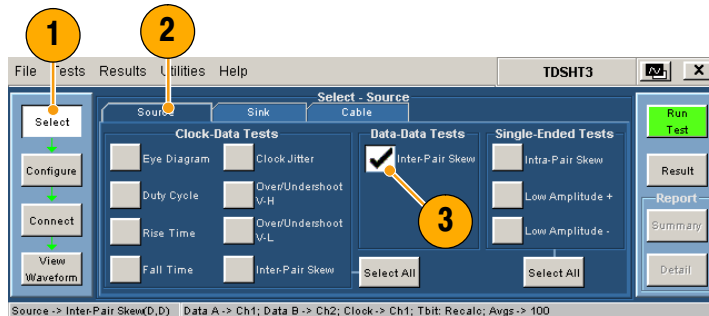 1
2
File Tests Results Utilities Help TDSHT3 X
Select - Source
Select
Source Sink Cable
Run Test
Clock-Data Tests Data-Data Tests Single-Ended Tests
Eye Diagram Clock Jitter Inter-Pair Skew Intra-Pair Skew
Configure
Result
Duty Cycle Over/Undershoot V-H Low Amplitude +
Report
Connect
3
Rise Time Over/Undershoot V-L Low Amplitude -
Summary
View Waveform
Fall Time Inter-Pair Skew Select All Select All
Detail
Source -> Inter-Pair Skew(D,D) Data A -> Ch1; Data B -> Ch2; Clock -> Ch1; Tbit: Recalc; Avgs -> 100